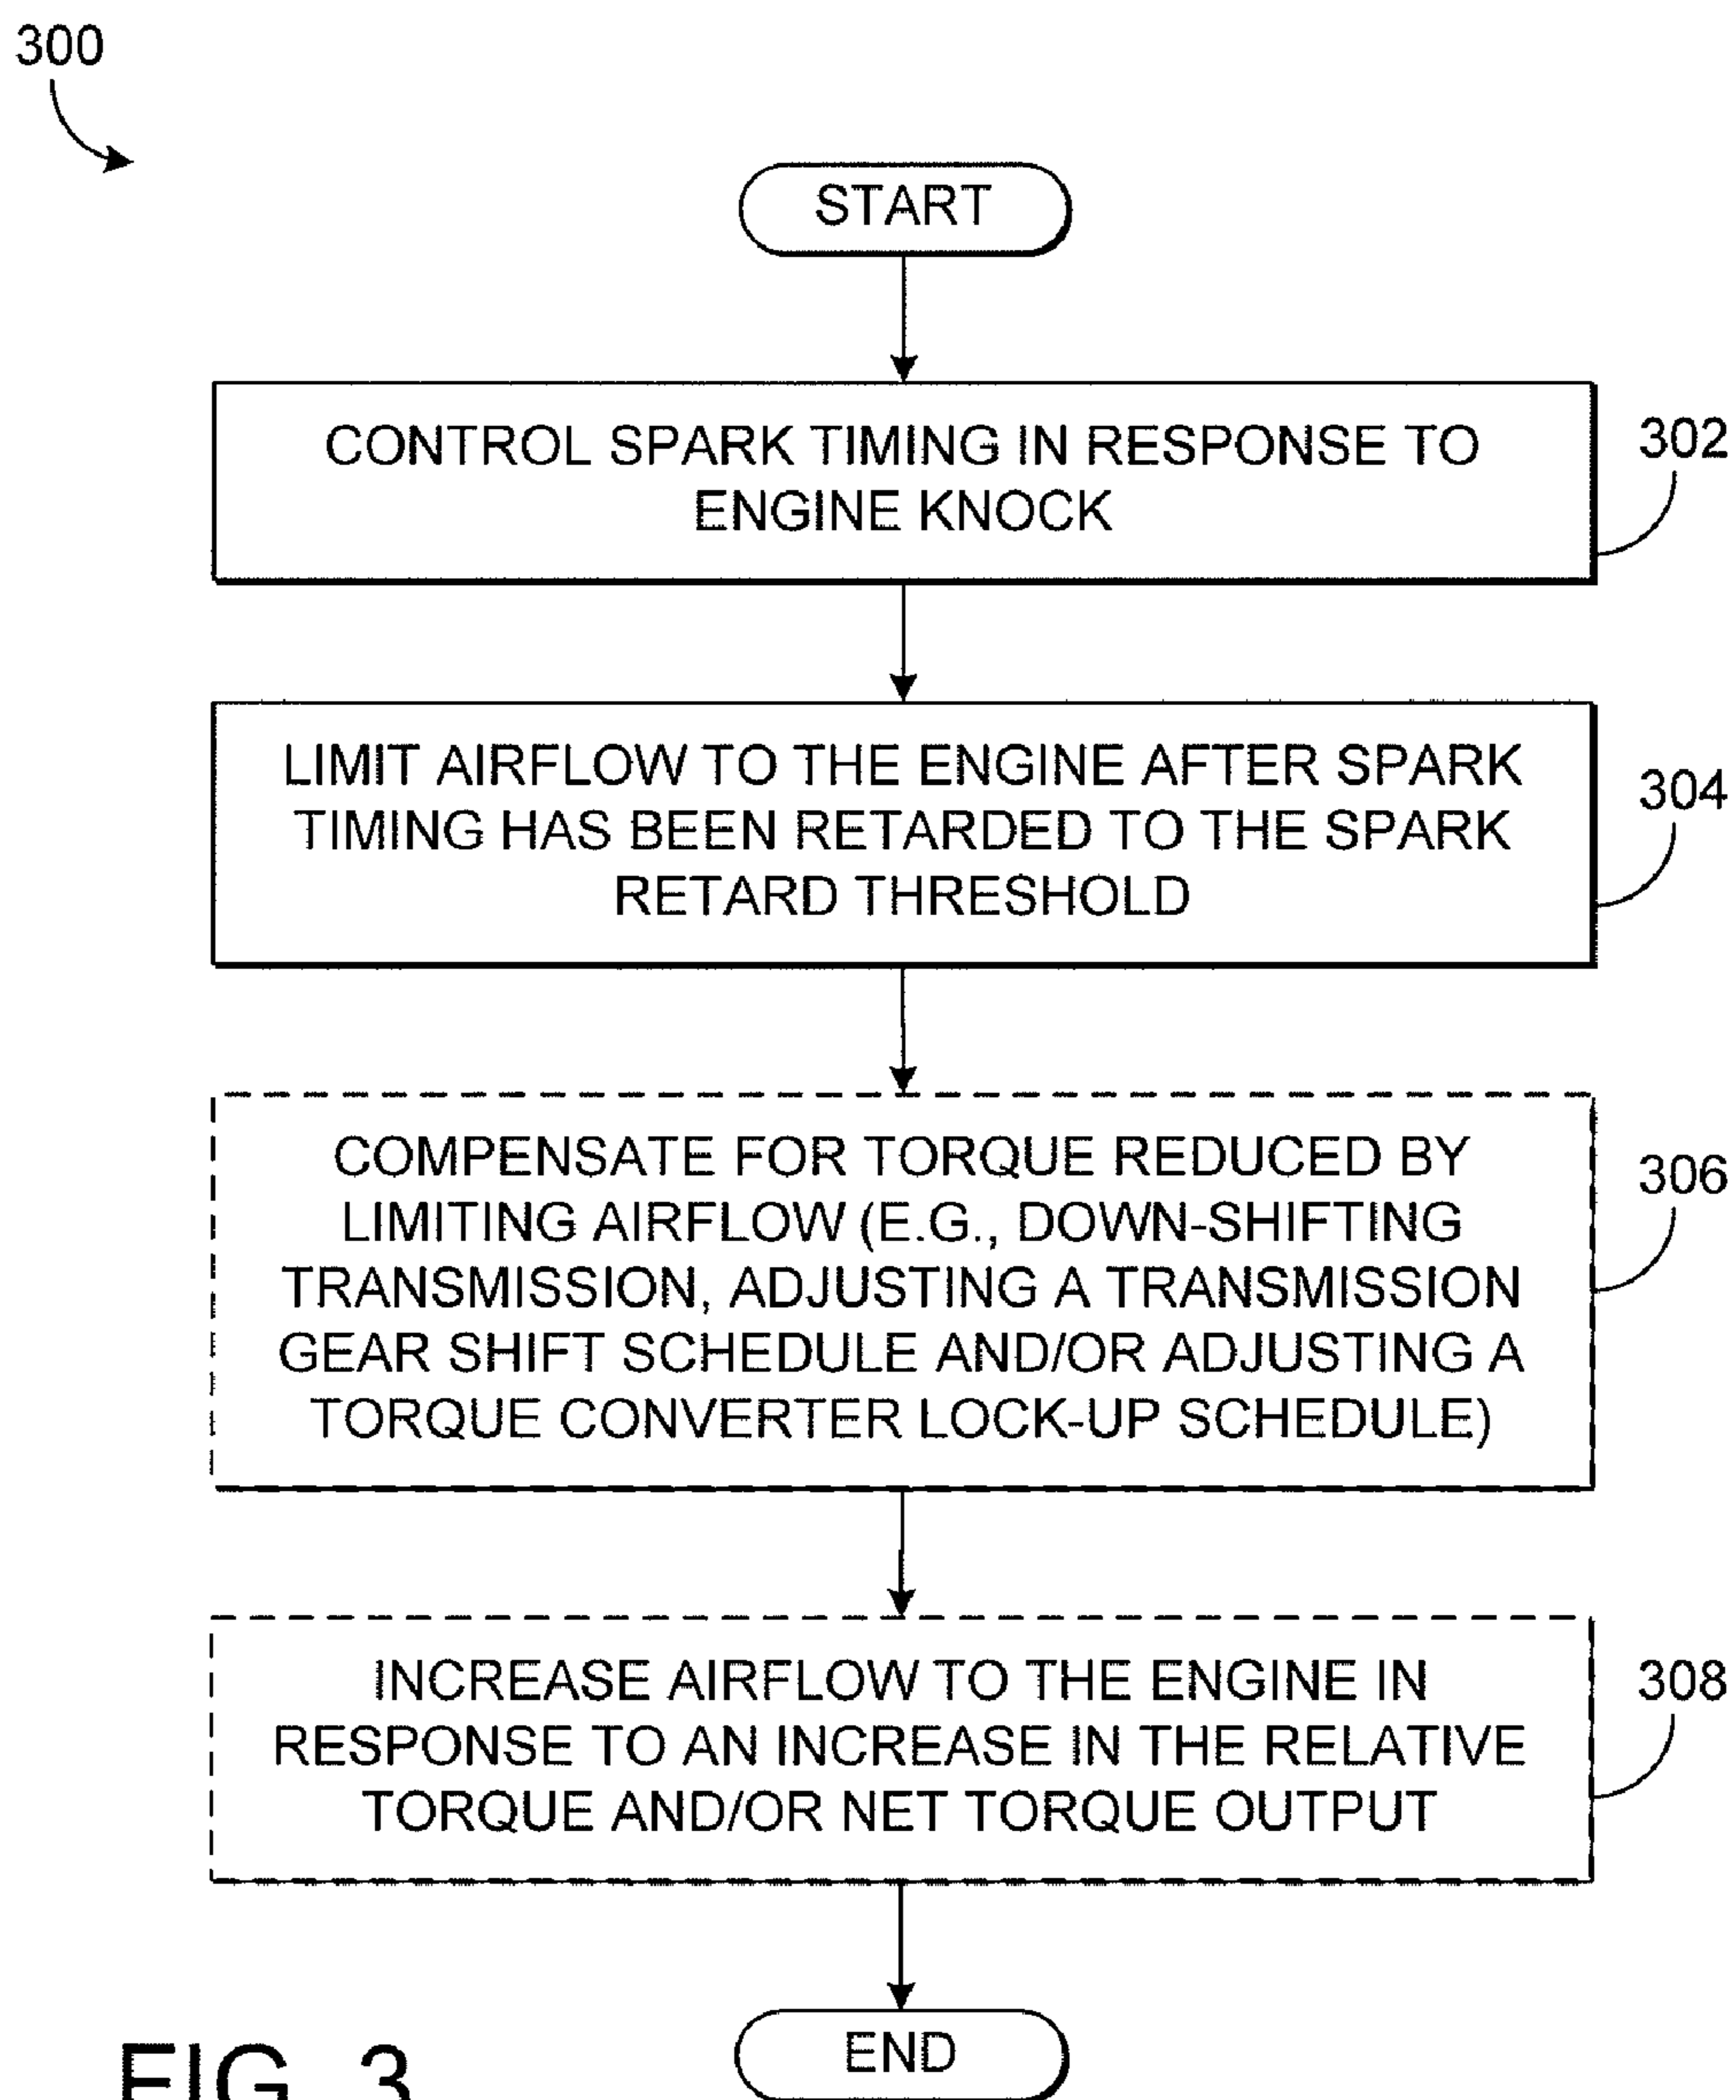 300
START
CONTROL SPARK TIMING IN RESPONSE TO
ENGINE KNOCK
302
LIMIT AIRFLOW TO THE ENGINE AFTER SPARK
TIMING HAS BEEN RETARDED TO THE SPARK
RETARD THRESHOLD
304
COMPENSATE FOR TORQUE REDUCED BY
LIMITING AIRFLOW (E.G., DOWN-SHIFTING
TRANSMISSION, ADJUSTING A TRANSMISSION
GEAR SHIFT SCHEDULE AND/OR ADJUSTING A
TORQUE CONVERTER LOCK-UP SCHEDULE)
306
INCREASE AIRFLOW TO THE ENGINE IN
RESPONSE TO AN INCREASE IN THE RELATIVE
TORQUE AND/OR NET TORQUE OUTPUT
308
END
FIG. 3